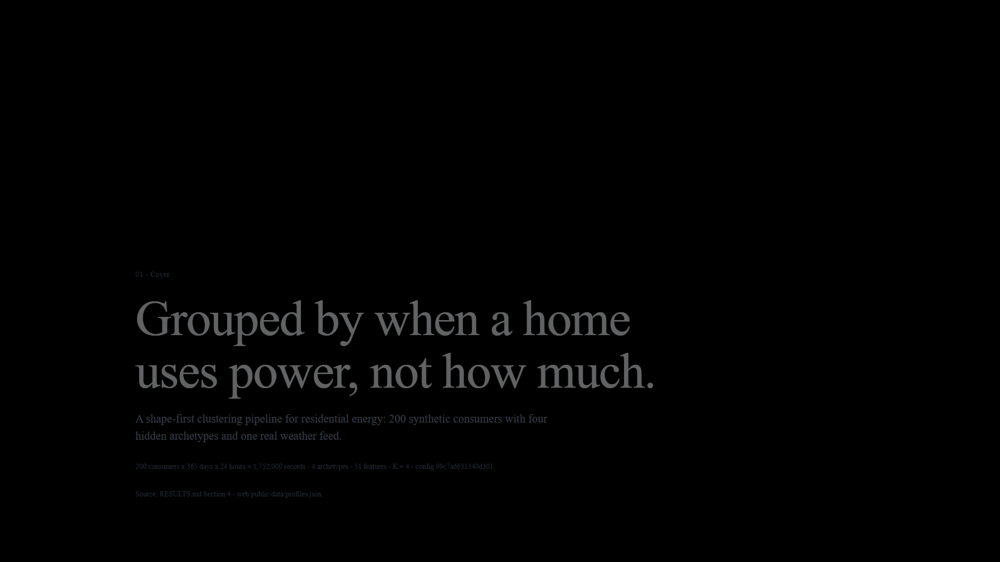 01 - Cover
Grouped by when a home
uses power, not how much.
A shape-first clustering pipeline for residential energy: 200 synthetic consumers with four
hidden archetypes and one real weather feed.
200 consumers x 365 days x 24 hours = 1,752,000 records - 4 archetypes - 51 features - K = 4 - config 99c7a6631340d301
Source: RESULTS.md Section 4 - web/public/data/profiles.json